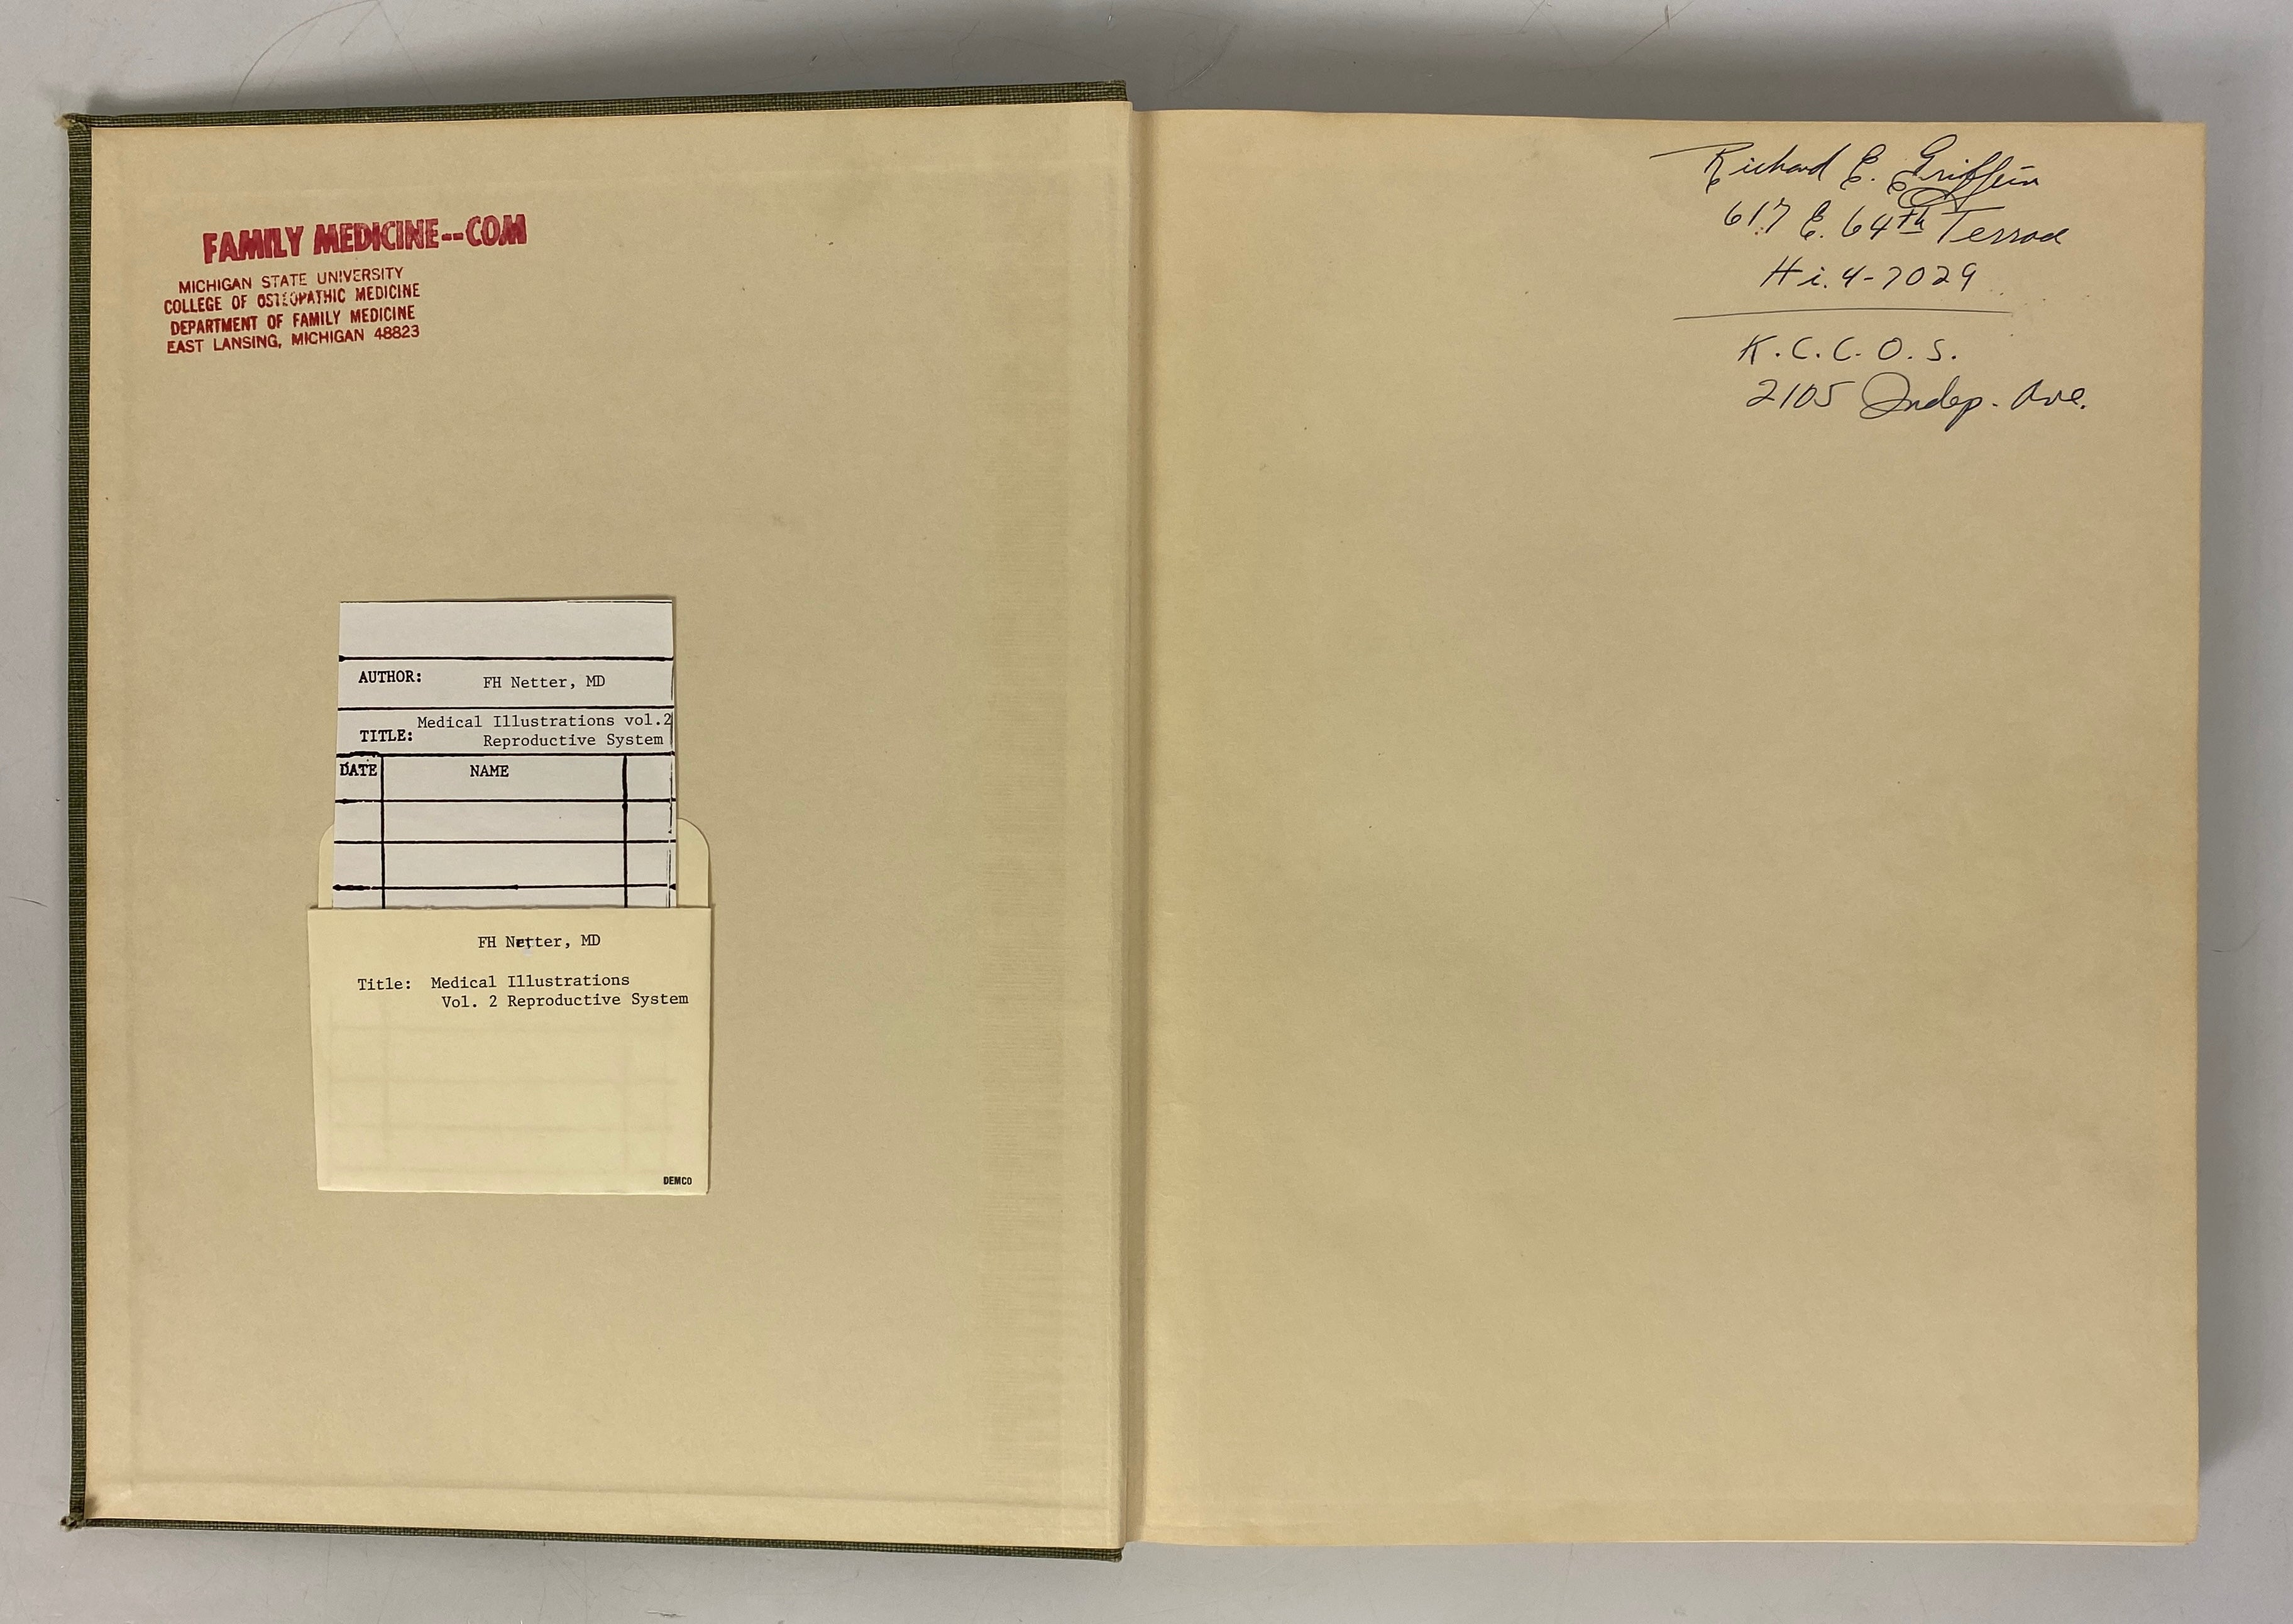 FAMILY MEDICINE--COM
MICHIGAN STATE UNIVERSITY
COLLEGE OF OSTEOPATHIC MEDICINE
DEPARTMENT OF FAMILY MEDICINE
EAST LANSING, MICHIGAN 48823
AUTHOR: FH Netter, MD
Medical Illustrations vol.2
TITLE: Reproductive System
DATE NAME
FH Netter, MD
Title: Medical Illustrations
Vol. 2 Reproductive System
DEMCO
Richard E. Griffin
617 E. 64th Terrace
Hi. 4-7029
K.C.C.O.S.
2105 Indep. Ave.